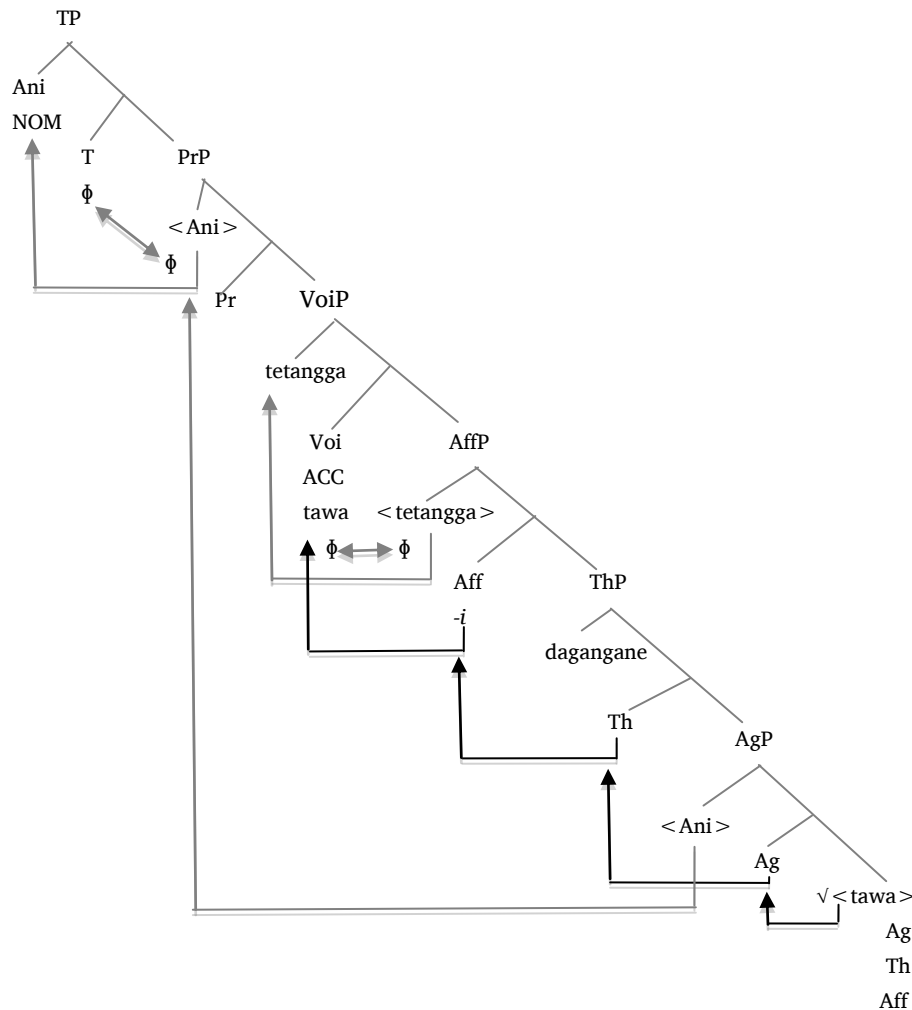 TP
Ani
NOM
T
PrP
ɸ
<Ani>
ɸ
Pr
VoiP
tetangga
Voi
AffP
ACC
tawa
<tetangga>
ɸ
ɸ
Aff
ThP
-i
dagangane
Th
AgP
<Ani>
Ag
√<tawa>
Ag
Th
Aff